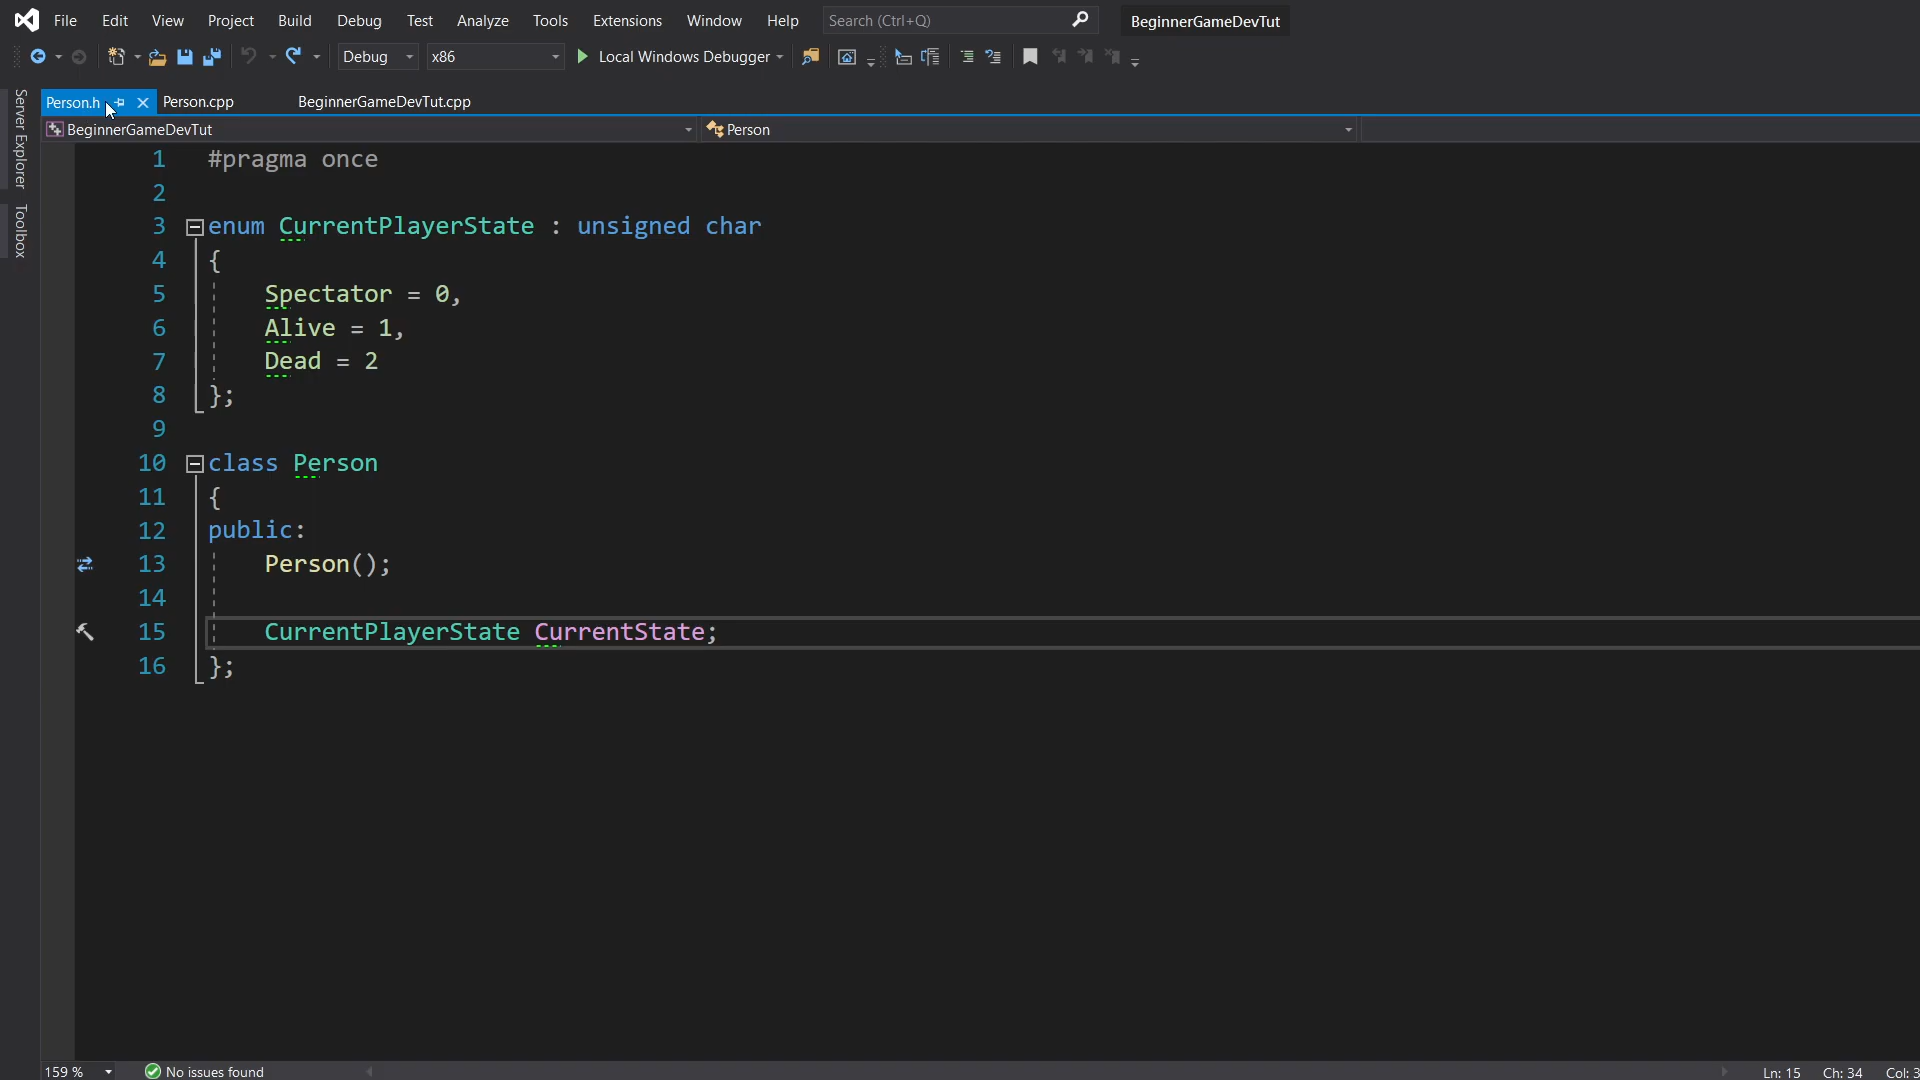 File Edit View Project Build Debug Test Analyze Tools Extensions Window Help Search (Ctrl+Q) BeginnerGameDevTut
Debug x86 Local Windows Debugger
Person.h Person.cpp BeginnerGameDevTut.cpp
BeginnerGameDevTut Person
Server Explorer
Toolbox
1 #pragma once
2
3 enum CurrentPlayerState : unsigned char
4 {
5 Spectator = 0,
6 Alive = 1,
7 Dead = 2
8 };
9
10 class Person
11 {
12 public:
13 Person();
14
15 CurrentPlayerState CurrentState;
16 };
159 % No issues found Ln: 15 Ch: 34 Col: 3